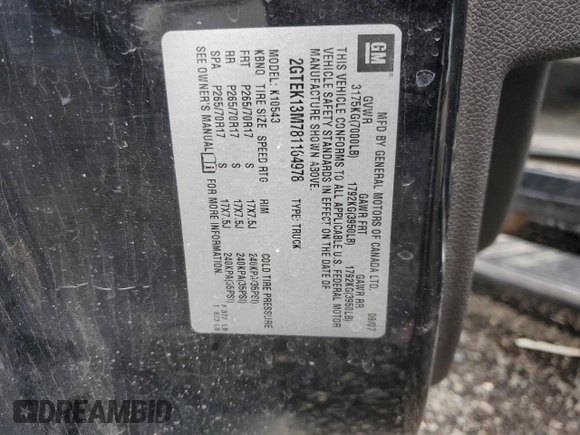 GM
MFD BY GENERAL MOTORS OF CANADA LTD
09/07
GVWR GAWR FRT GAWR RR
3175KG(7000LB) 1792KG(3950LB) 1792KG(3950LB)
THIS VEHICLE CONFORMS TO ALL APPLICABLE U.S. FEDERAL MOTOR
VEHICLE SAFETY STANDARDS IN EFFECT ON THE DATE OF
MANUFACTURE SHOWN ABOVE.
2GTEK13M781164978 TYPE: TRUCK
MODEL: K10543
KBNQ TIRE SIZE SPEED RTG RIM COLD TIRE PRESSURE
FRT P265/70R17 S 17X7.5J 240KPA(35PSI)
RR P265/70R17 S 17X7.5J 240KPA(35PSI)
SPA P265/70R17 S 17X7.5J 240KPA(35PSI)
SEE OWNER'S MANUAL i FOR MORE INFORMATION.
DREAMBID